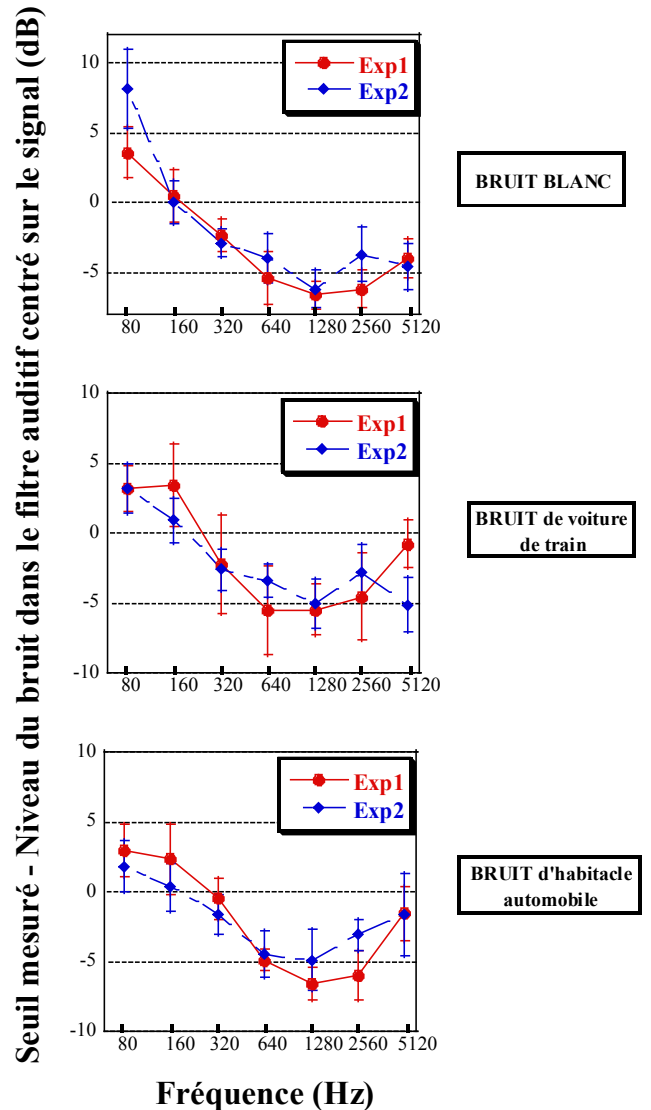 Seuil mesuré - Niveau du bruit dans le filtre auditif centré sur le signal (dB)
10
5
0
-5
Exp1
Exp2
80 160 320 640 1280 2560 5120
BRUIT BLANC
10
5
0
-5
-10
Exp1
Exp2
80 160 320 640 1280 2560 5120
BRUIT de voiture
de train
10
5
0
-5
-10
Exp1
Exp2
80 160 320 640 1280 2560 5120
BRUIT d'habitacle
automobile
Fréquence (Hz)